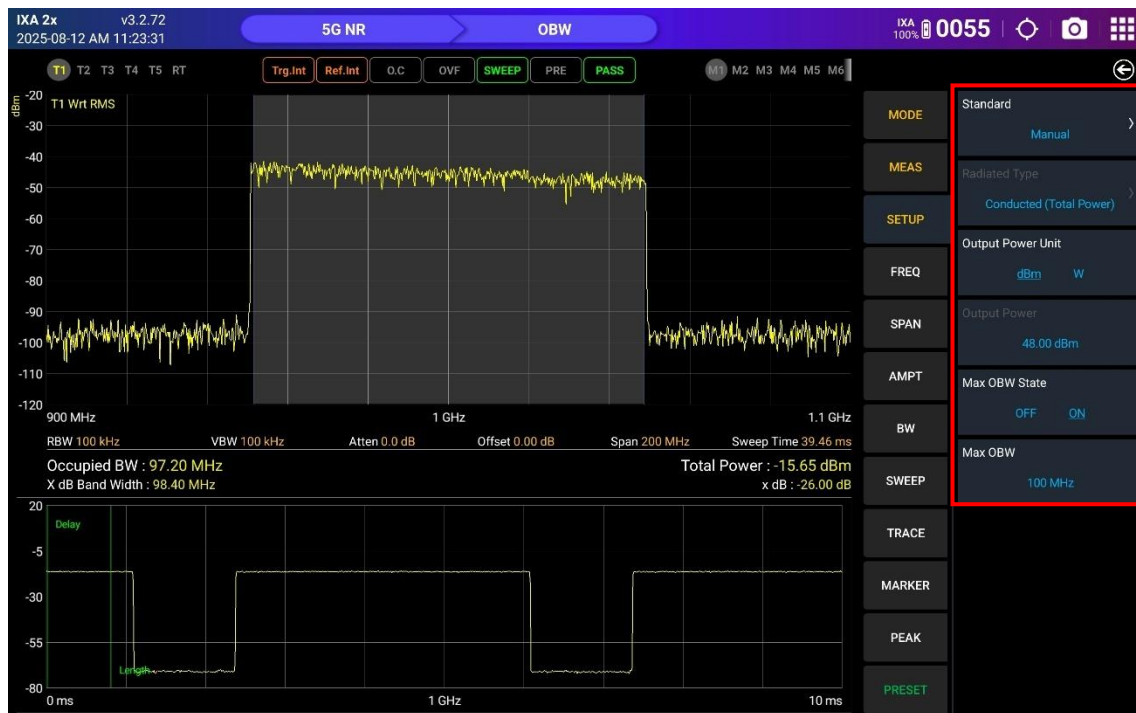 IXA 2x v3.2.72
2025-08-12 AM 11:23:31
5G NR OBW
IXA
100% 0055
T1 T2 T3 T4 T5 RT
Trg.Int Ref.Int O.C OVF SWEEP PRE PASS
M1 M2 M3 M4 M5 M6
dBm
T1 Wrt RMS
-20
-30
-40
-50
-60
-70
-80
-90
-100
-110
-120
900 MHz 1 GHz 1.1 GHz
RBW 100 kHz VBW 100 kHz Atten 0.0 dB Offset 0.00 dB Span 200 MHz Sweep Time 39.46 ms
Occupied BW : 97.20 MHz Total Power : -15.65 dBm
X dB Band Width : 98.40 MHz x dB : -26.00 dB
20
Delay
-5
-30
-55
Length
-80
0 ms 1 GHz 10 ms
MODE
MEAS
SETUP
FREQ
SPAN
AMPT
BW
SWEEP
TRACE
MARKER
PEAK
PRESET
Standard
Manual
Radiated Type
Conducted (Total Power)
Output Power Unit
dBm W
Output Power
48.00 dBm
Max OBW State
OFF ON
Max OBW
100 MHz